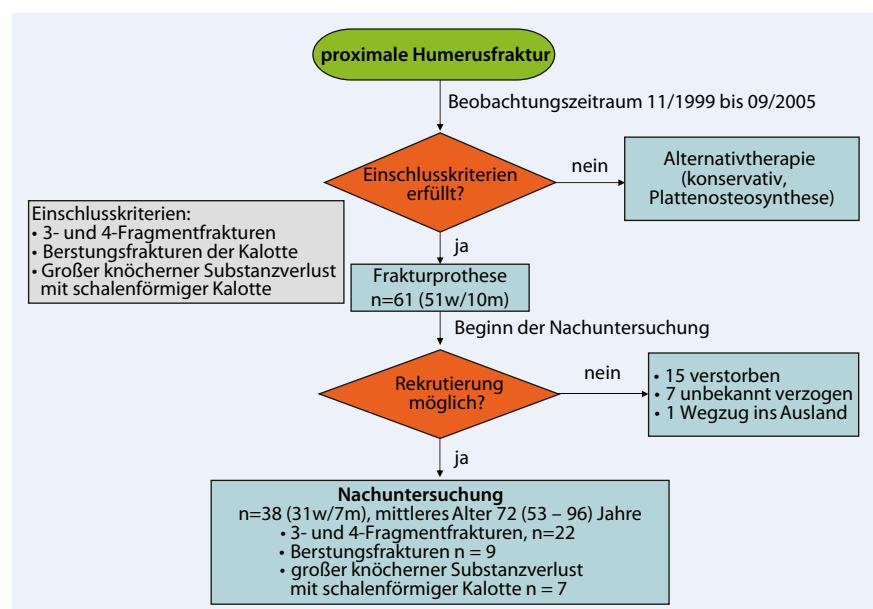 proximale Humerusfraktur
Beobachtungszeitraum 11/1999 bis 09/2005
Einschlusskriterien
erfüllt?
nein
Alternativtherapie
(konservativ,
Plattenosteosynthese)
Einschlusskriterien:
• 3- und 4-Fragmentfrakturen
• Berstungsfrakturen der Kalotte
• Großer knöcherner Substanzverlust
mit schalenförmiger Kalotte
ja
Frakturprothese
n=61 (51w/10m)
Beginn der Nachuntersuchung
Rekrutierung
möglich?
nein
• 15 verstorben
• 7 unbekannt verzogen
• 1 Wegzug ins Ausland
ja
Nachuntersuchung
n=38 (31w/7m), mittleres Alter 72 (53 – 96) Jahre
• 3- und 4-Fragmentfrakturen, n=22
• Berstungsfrakturen n = 9
• großer knöcherner Substanzverlust
mit schalenförmiger Kalotte n = 7